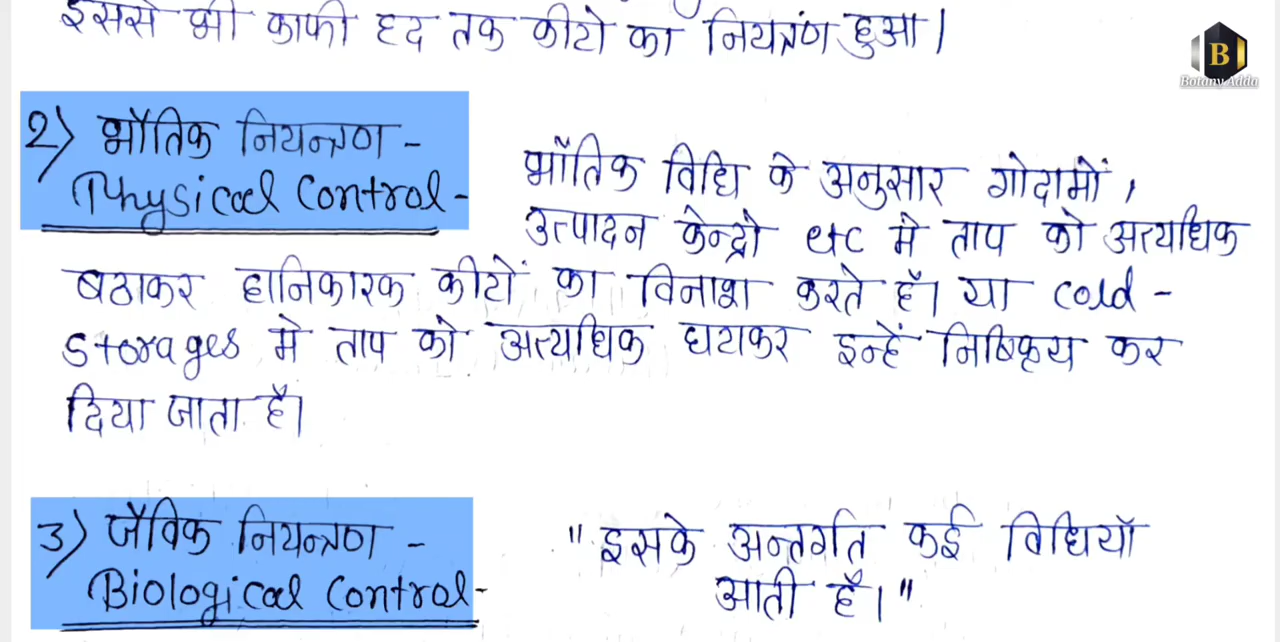 इससे भी काफी हद तक कीटो का नियत्रंण हुआ।
B
Botany Adda
2) भौतिक नियन्त्रण -
Physical Control -
भौतिक विधि के अनुसार गोदामों,
उत्पादन केन्द्रो etc मे ताप को अत्यधिक
बठाकर हानिकारक कीटों का विनाश करते हैं। या cold -
storages मे ताप को अत्यधिक घटाकर इन्हें निष्क्रिय कर
दिया जाता है।
3) जैविक नियन्त्रण -
Biological Control -
"इसके अन्तर्गत कई विधियाँ
आती है।"